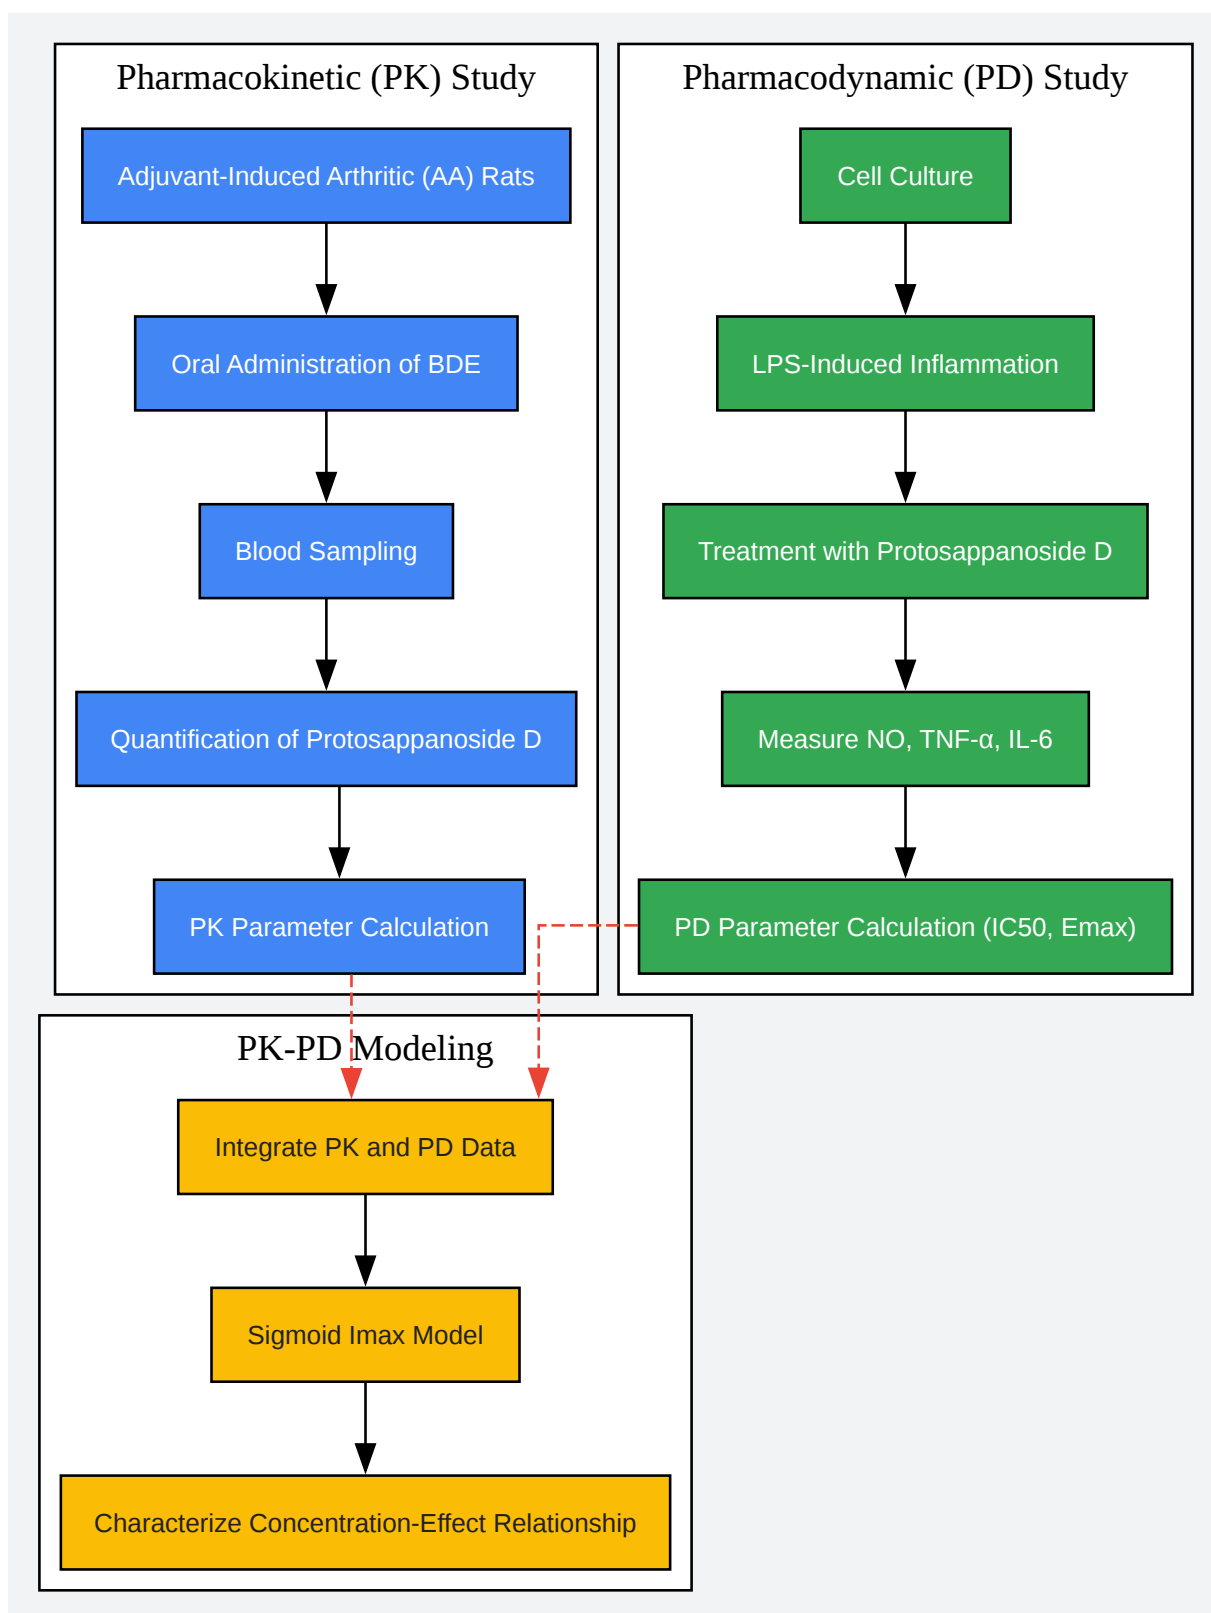 Pharmacokinetic (PK) Study
Adjuvant-Induced Arthritic (AA) Rats
Oral Administration of BDE
Blood Sampling
Quantification of Protosappanoside D
PK Parameter Calculation
Pharmacodynamic (PD) Study
Cell Culture
LPS-Induced Inflammation
Treatment with Protosappanoside D
Measure NO, TNF-α, IL-6
PD Parameter Calculation (IC50, Emax)
PK-PD Modeling
Integrate PK and PD Data
Sigmoid Imax Model
Characterize Concentration-Effect Relationship